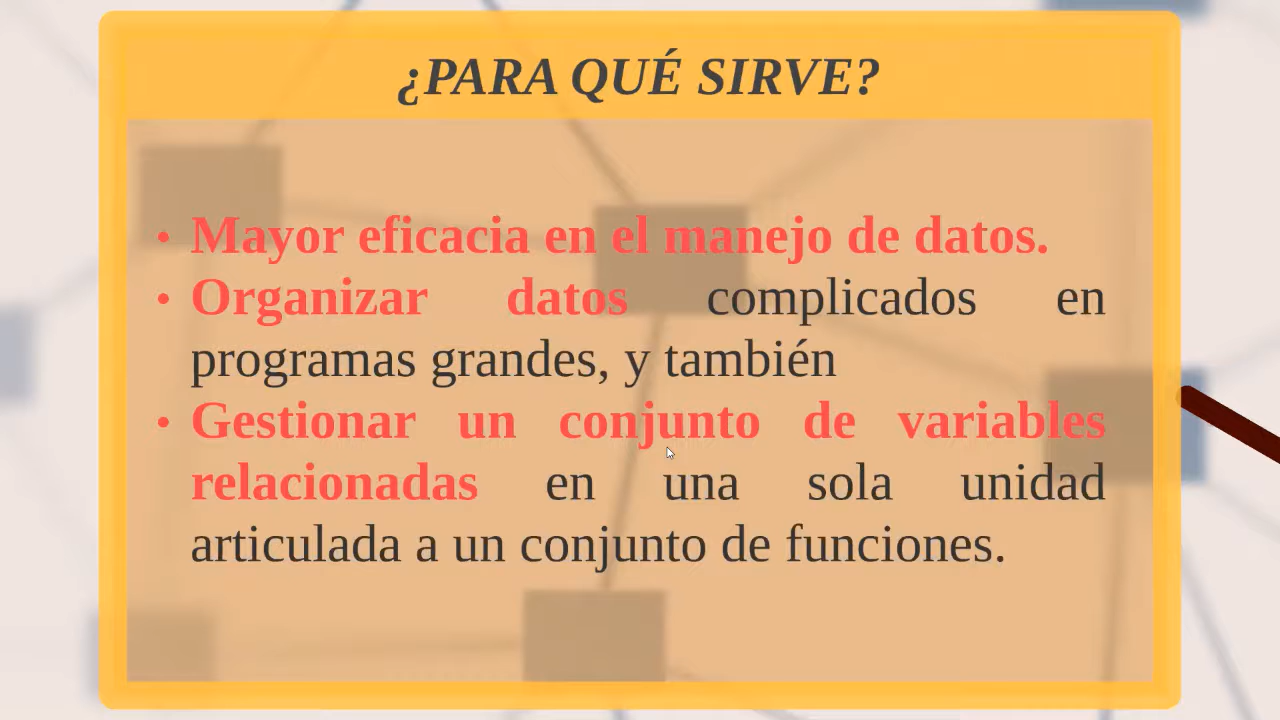 ¿PARA QUÉ SIRVE?
• Mayor eficacia en el manejo de datos.
• Organizar datos complicados en
programas grandes, y también
• Gestionar un conjunto de variables
relacionadas en una sola unidad
articulada a un conjunto de funciones.